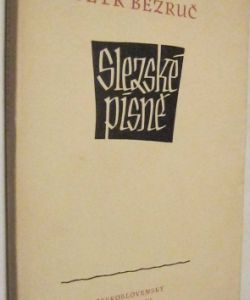 PETR BEZRUČ
Slezské
písně
ČESKOSLOVENSKÝ